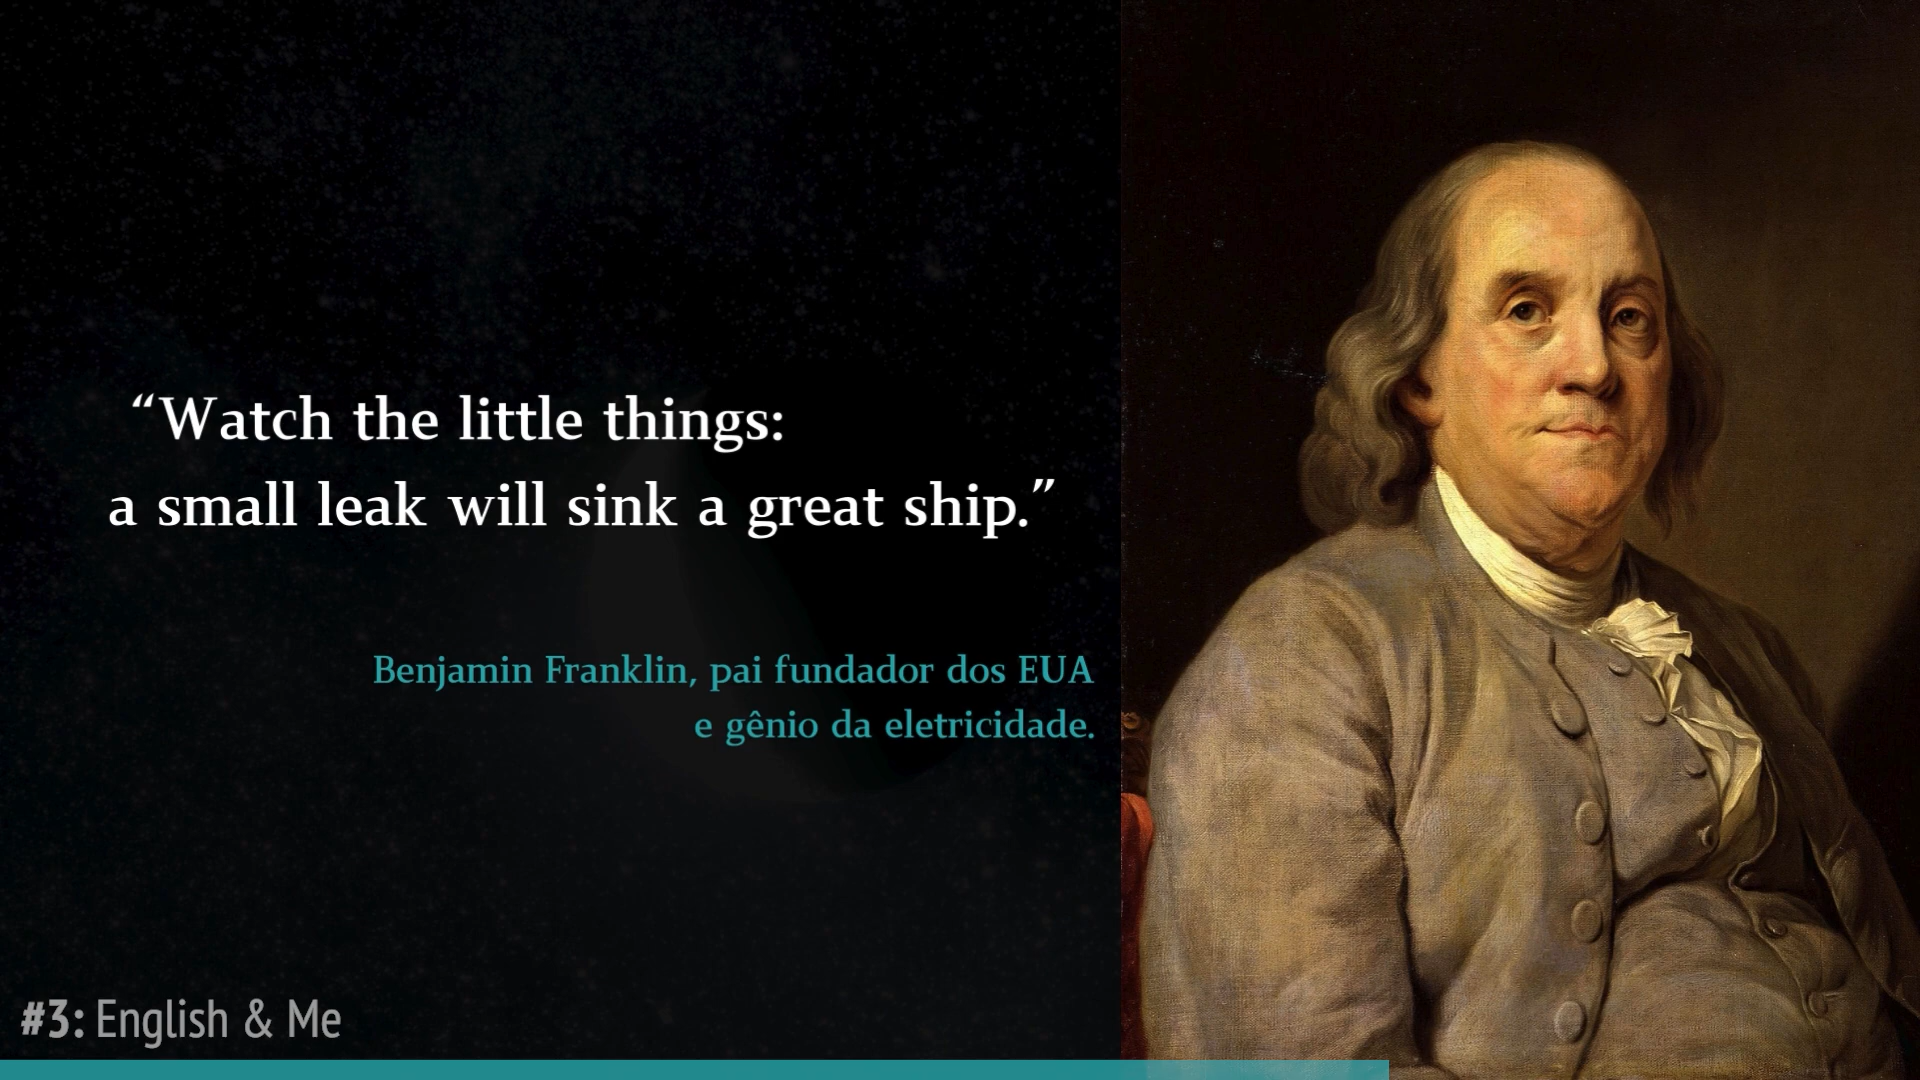 “Watch the little things:
a small leak will sink a great ship.”
Benjamin Franklin, pai fundador dos EUA
e gênio da eletricidade.
#3: English & Me